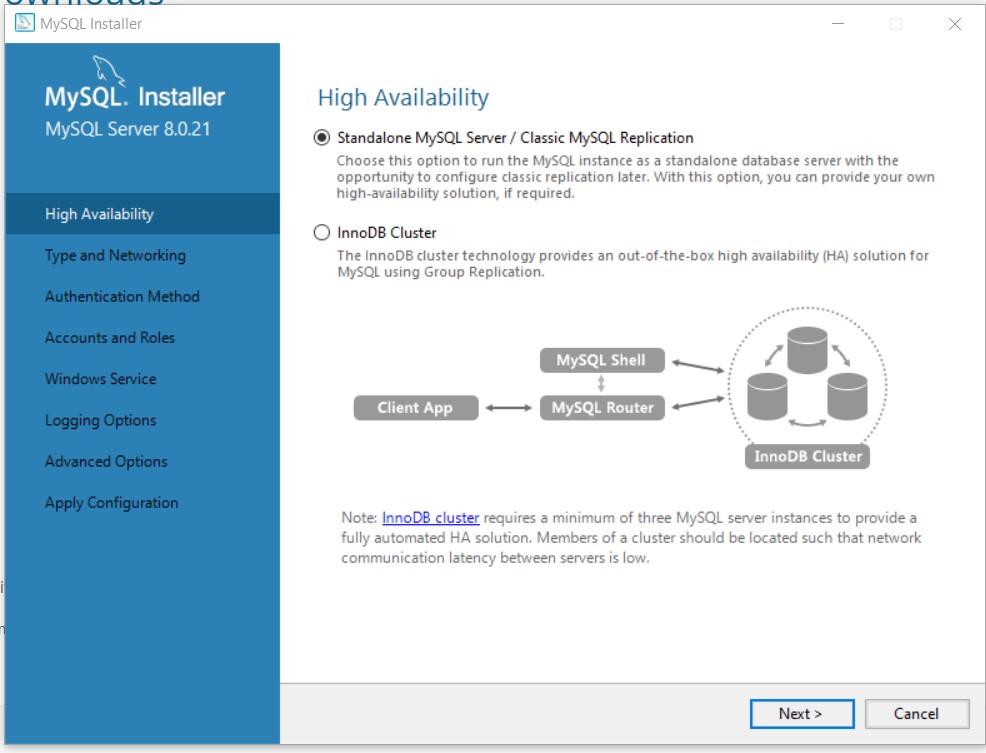 MySQL Installer
MySQL. Installer
MySQL Server 8.0.21
High Availability
Type and Networking
Authentication Method
Accounts and Roles
Windows Service
Logging Options
Advanced Options
Apply Configuration
High Availability
Standalone MySQL Server / Classic MySQL Replication
Choose this option to run the MySQL instance as a standalone database server with the
opportunity to configure classic replication later. With this option, you can provide your own
high-availability solution, if required.
InnoDB Cluster
The InnoDB cluster technology provides an out-of-the-box high availability (HA) solution for
MySQL using Group Replication.
MySQL Shell
Client App
MySQL Router
InnoDB Cluster
Note: InnoDB cluster requires a minimum of three MySQL server instances to provide a
fully automated HA solution. Members of a cluster should be located such that network
communication latency between servers is low.
Next >
Cancel